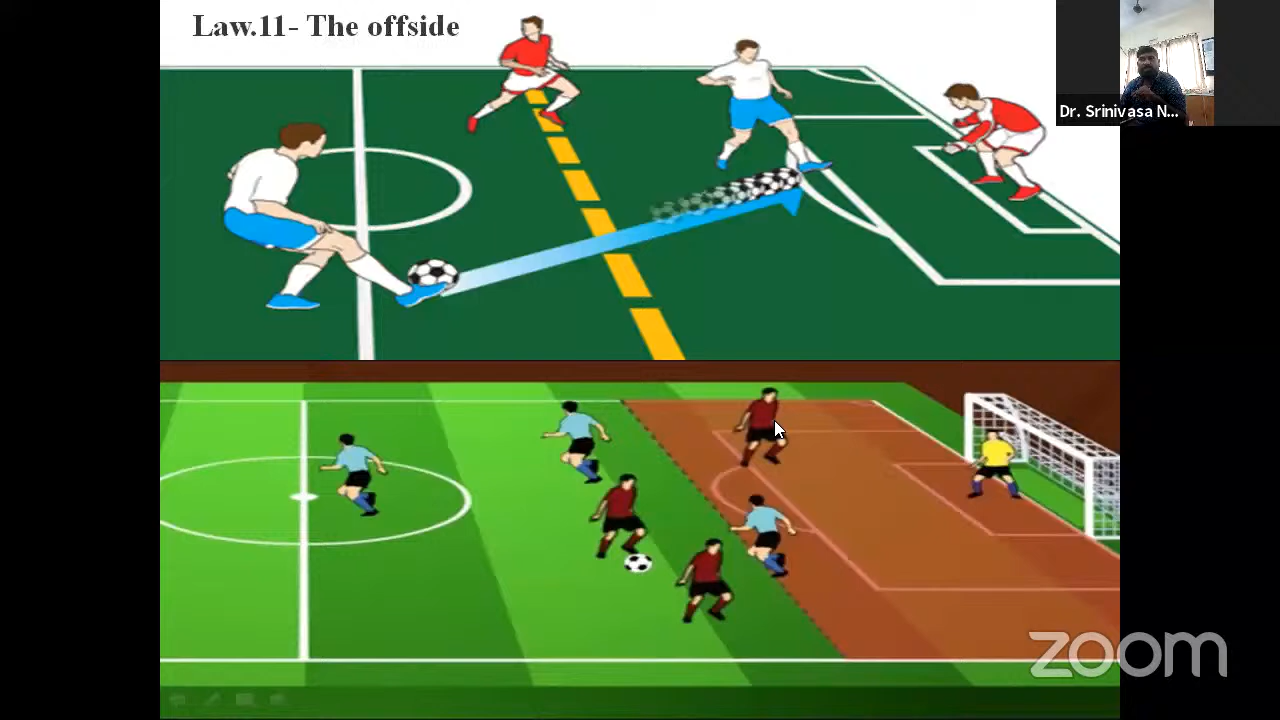 Law.11- The offside
Dr. Srinivasa N...
zoom